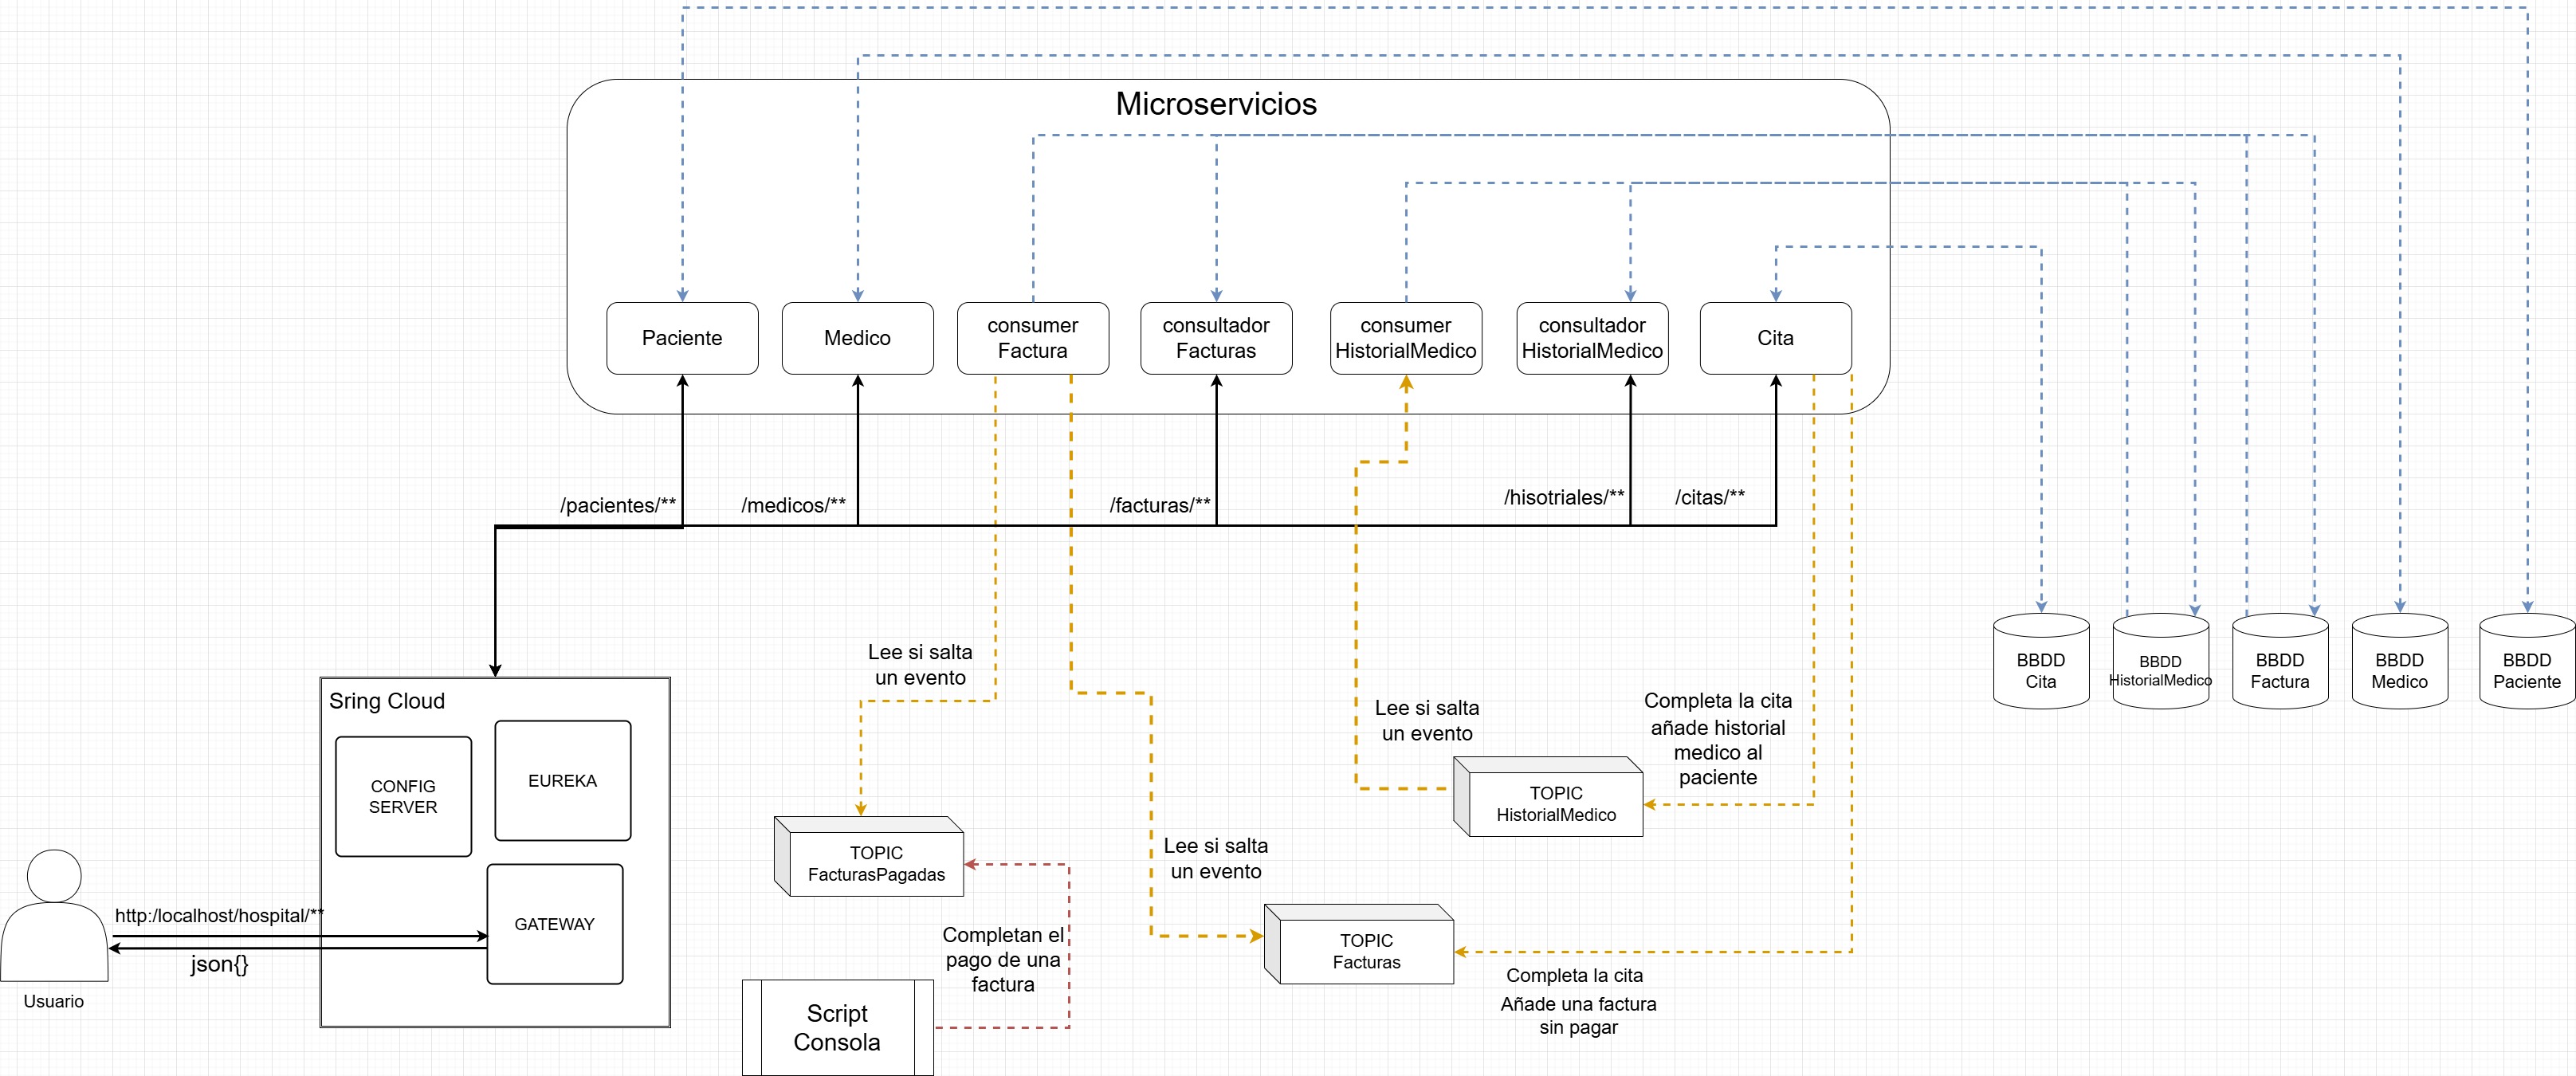 Microservicios
Paciente
Medico
consumer
Factura
consultador
Facturas
consumer
HistorialMedico
consultador
HistorialMedico
Cita
/pacientes/**
/medicos/**
/facturas/**
/hisotriales/**
/citas/**
Lee si salta
un evento
Sring Cloud
CONFIG
SERVER
EUREKA
GATEWAY
http:/localhost/hospital/**
json{}
Usuario
TOPIC
FacturasPagadas
Completan el
pago de una
factura
Script
Consola
Lee si salta
un evento
TOPIC
Facturas
Completa la cita
Añade una factura
sin pagar
Lee si salta
un evento
TOPIC
HistorialMedico
Completa la cita
añade historial
medico al
paciente
BBDD
Cita
BBDD
HistorialMedico
BBDD
Factura
BBDD
Medico
BBDD
Paciente